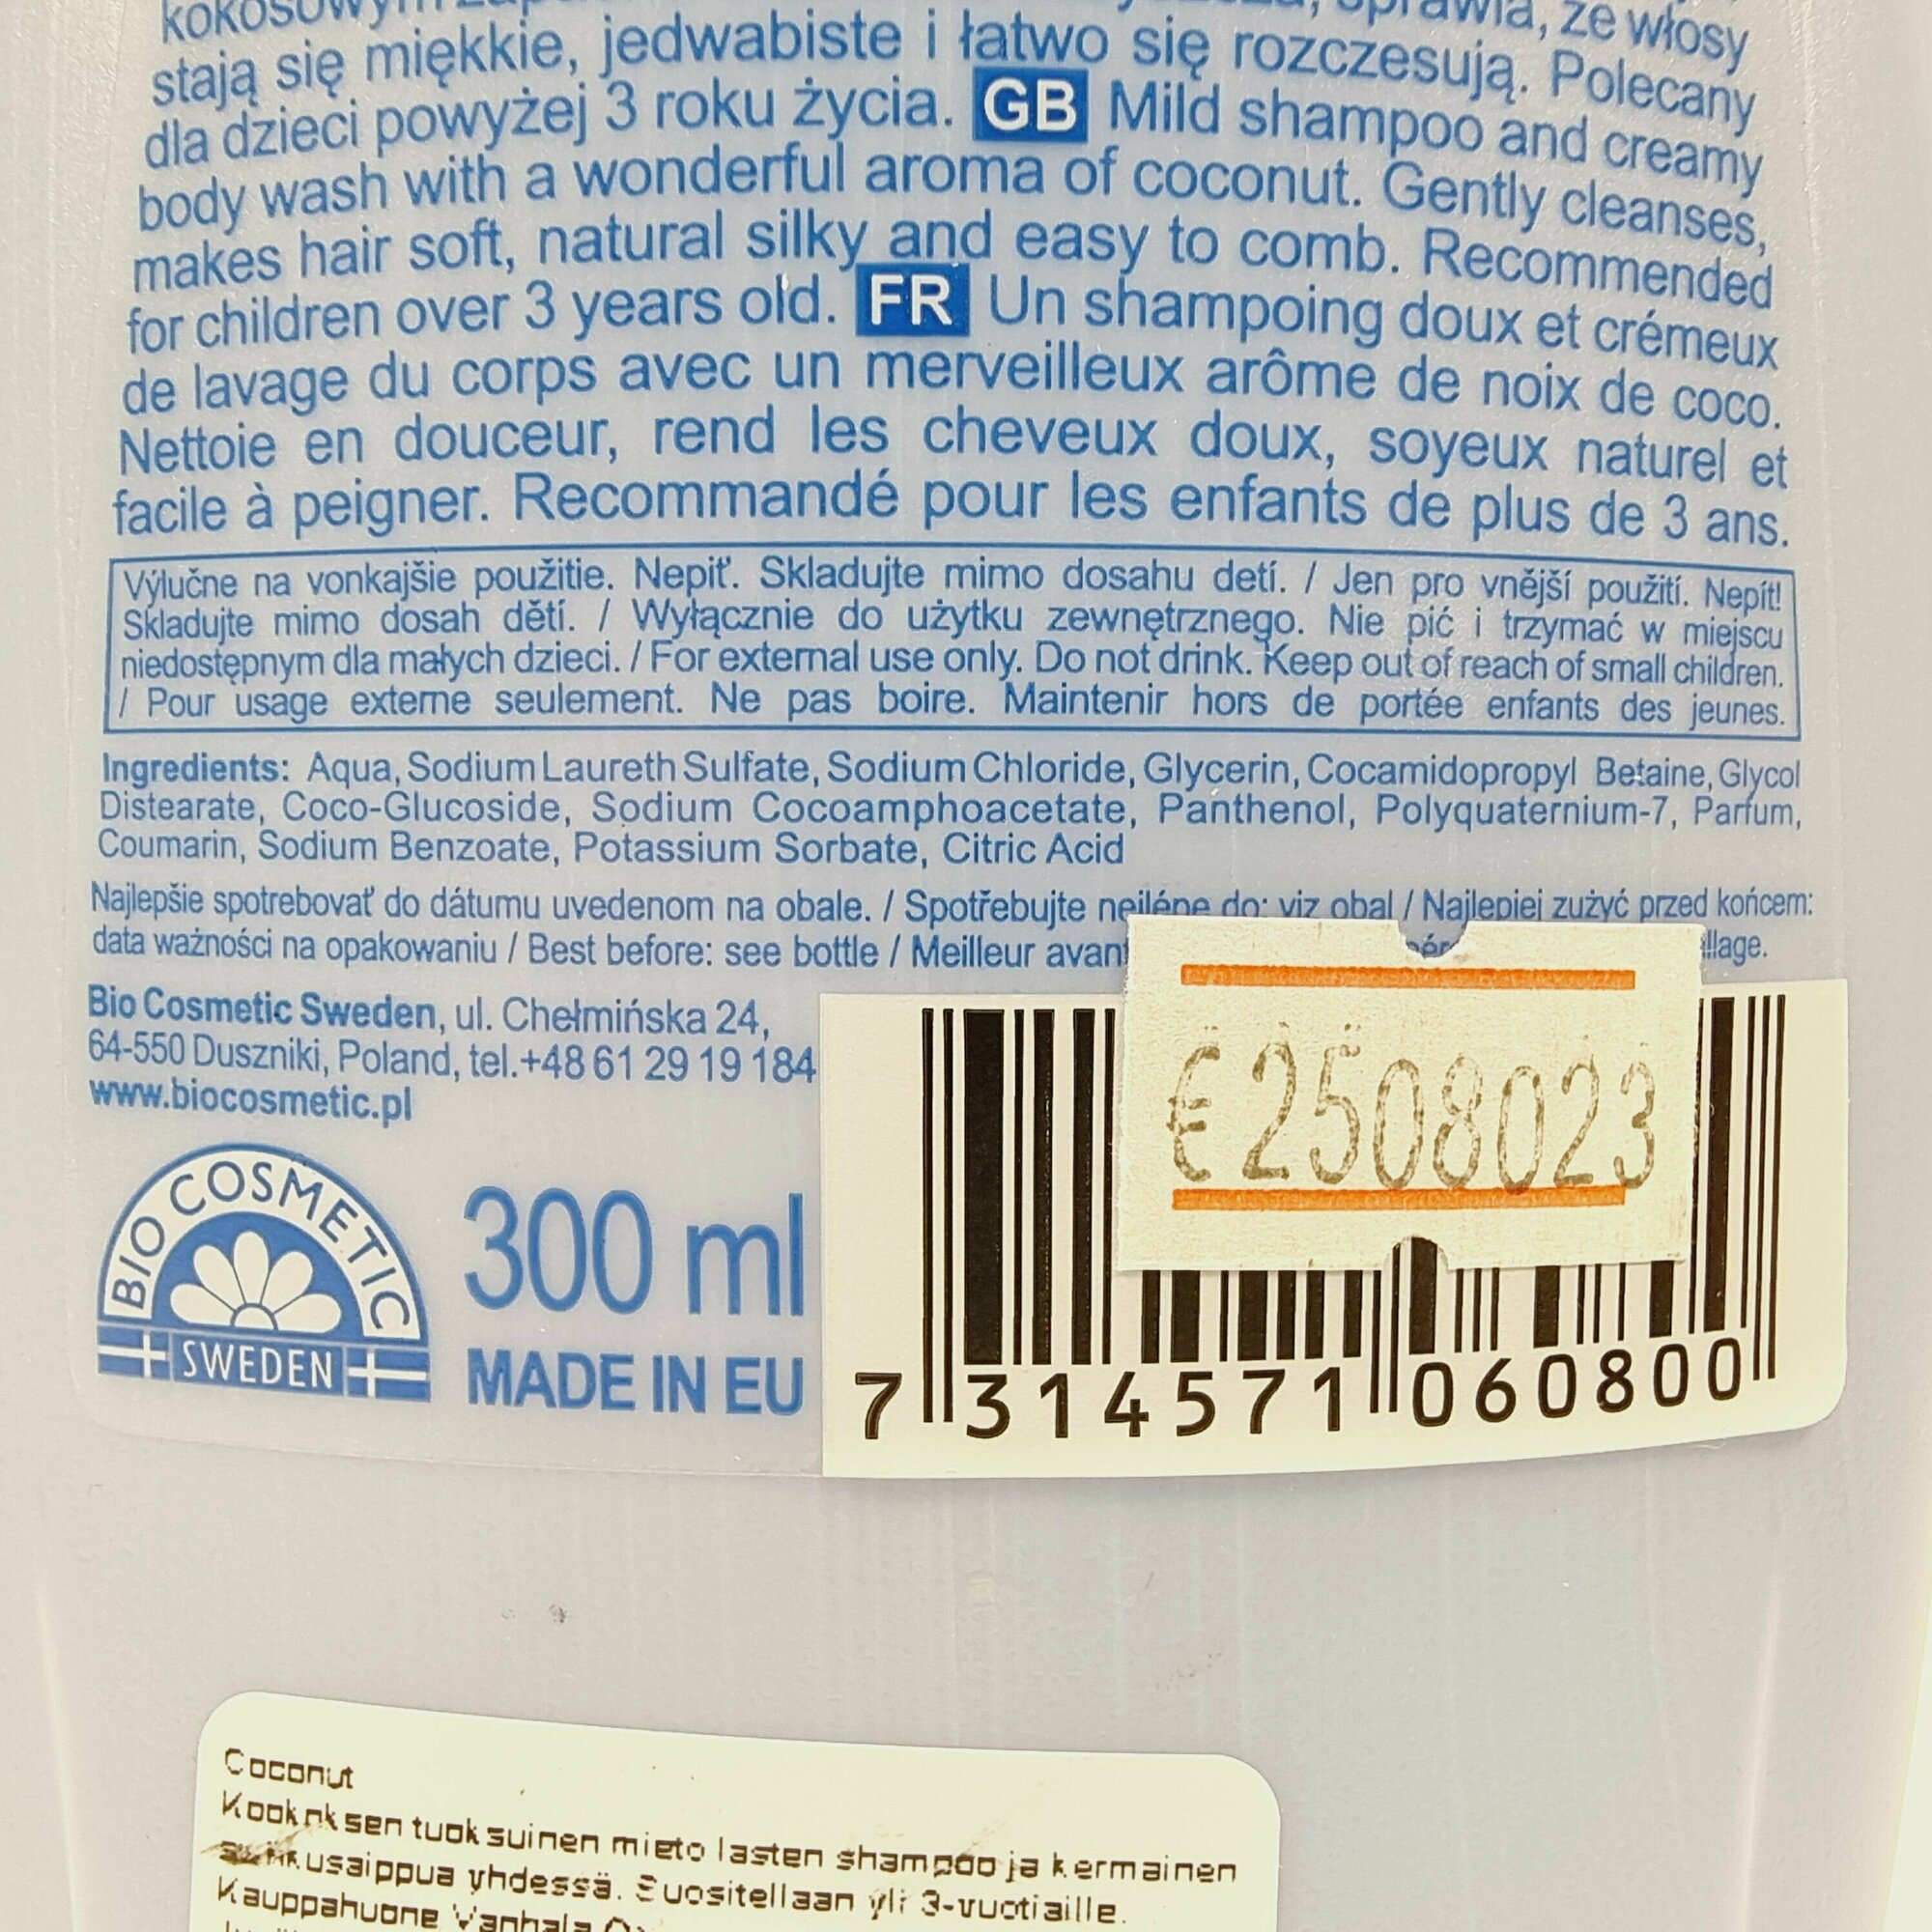 stają się miękkie, jedwabiste i łatwo się rozczesują. Polecany
dla dzieci powyżej 3 roku życia. GB Mild shampoo and creamy
body wash with a wonderful aroma of coconut. Gently cleanses,
makes hair soft, natural silky and easy to comb. Recommended
for children over 3 years old. FR Un shampoing doux et crémeux
de lavage du corps avec un merveilleux arôme de noix de coco.
Nettoie en douceur, rend les cheveux doux, soyeux naturel et
facile à peigner. Recommandé pour les enfants de plus de 3 ans.
Výlučne na vonkajšie použitie. Nepiť. Skladujte mimo dosahu detí. / Jen pro vnější použití. Nepít!
Skladujte mimo dosah dětí. / Wyłącznie do użytku zewnętrznego. Nie pić i trzymać w miejscu
niedostępnym dla małych dzieci. / For external use only. Do not drink. Keep out of reach of small children.
/ Pour usage externe seulement. Ne pas boire. Maintenir hors de portée enfants des jeunes.
Ingredients: Aqua, Sodium Laureth Sulfate, Sodium Chloride, Glycerin, Cocamidopropyl Betaine, Glycol
Distearate, Coco-Glucoside, Sodium Cocoamphoacetate, Panthenol, Polyquaternium-7, Parfum,
Coumarin, Sodium Benzoate, Potassium Sorbate, Citric Acid
Najlepšie spotrebovať do dátumu uvedenom na obale. / Spotřebujte do: viz obal / Najlepiej zużyć przed końcem:
data ważności na opakowaniu / Best before: see bottle / Meilleur avant
Bio Cosmetic Sweden, ul. Chełmińska 24,
64-550 Duszniki, Poland, tel.+48 61 29 19 184
www.biocosmetic.pl
€2508023
BIO COSMETIC
SWEDEN
300 ml
MADE IN EU
7 314571 060800
Coconut
tuoksuinen mieto lasten shampoo ja kermainen
yhdessä. Suositellaan yli 3-vuotiaille.
Kauppahuone